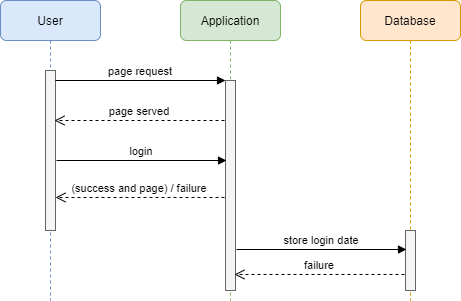 User
Application
Database
page request
page served
login
(success and page) / failure
store login date
failure